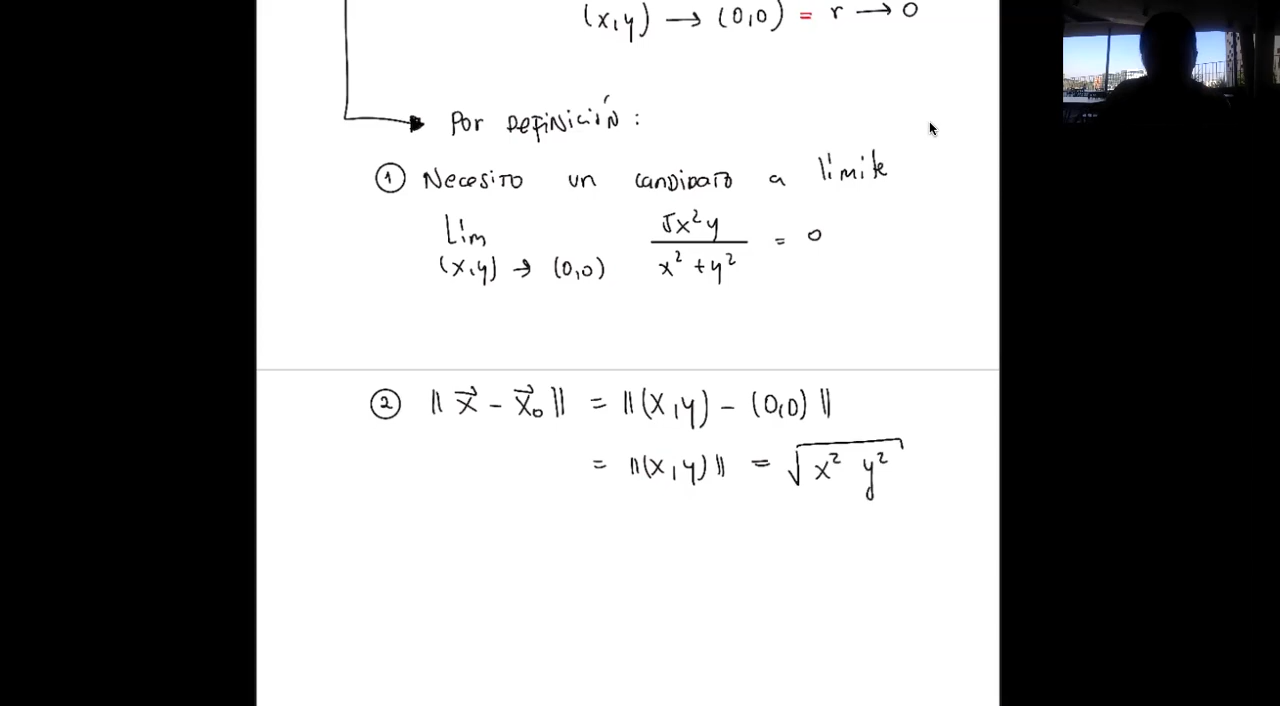 (x,y) → (0,0) = r → 0
Por Definición:
① Necesito un candidato a límite
Lím 5x²y
(x,y) → (0,0) x² + y² = 0
② ‖x⃗ - x⃗₀‖ = ‖(x,y) - (0,0)‖
= ‖(x,y)‖ = √x² y²